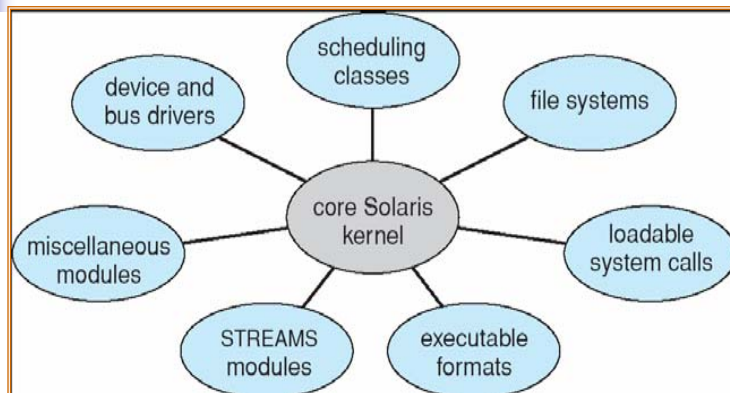 scheduling
classes
device and
bus drivers
file systems
core Solaris
kernel
miscellaneous
modules
loadable
system calls
STREAMS
modules
executable
formats